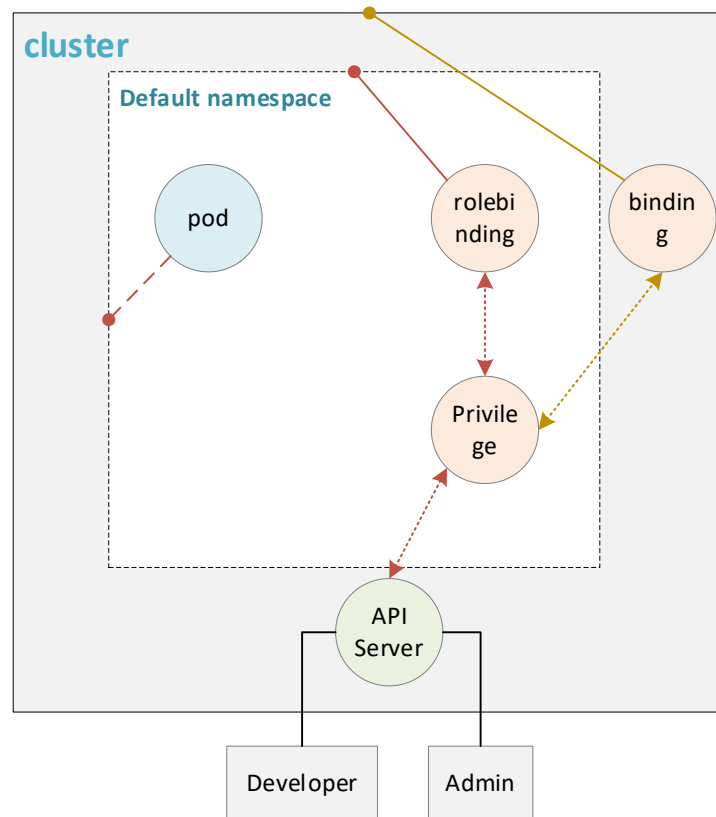 cluster
Default namespace
pod
rolebi
nding
bindin
g
Privile
ge
API
Server
Developer
Admin